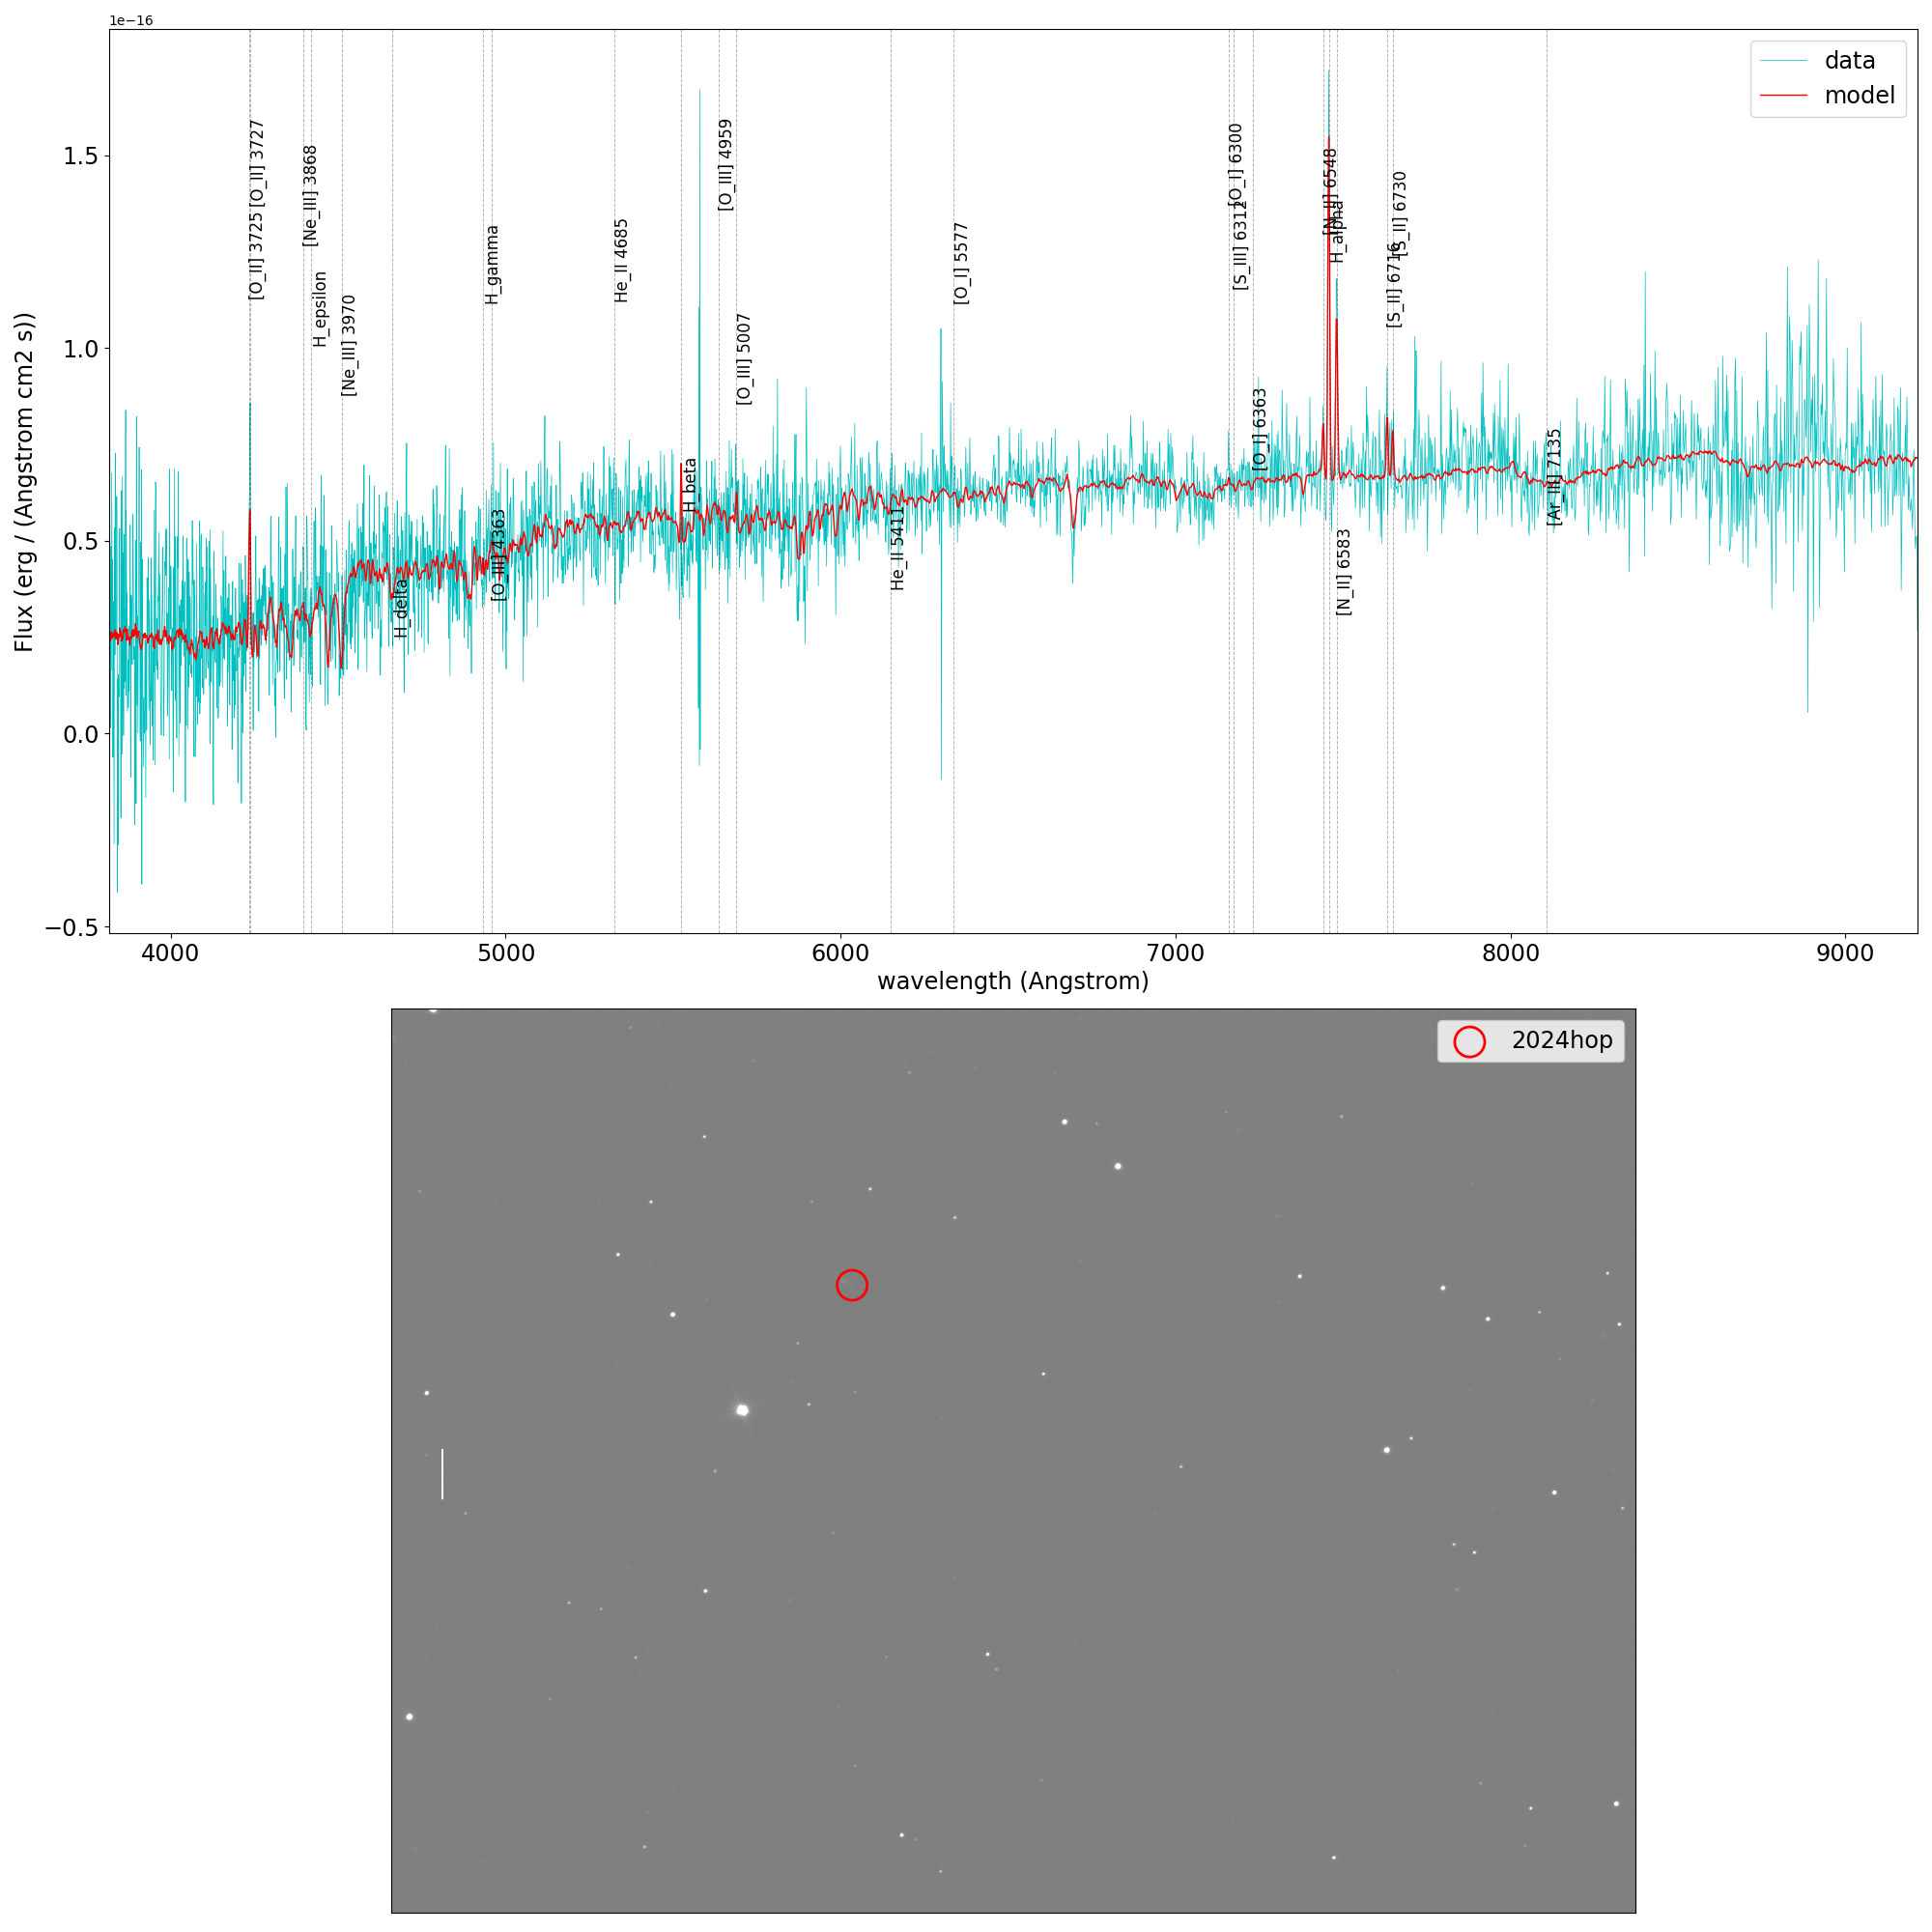 1e−16
data
model
[O_II] 3727
[O_II] 3725
[Ne_III] 3868
H_epsilon
[Ne_III] 3970
H_delta
H_gamma
[O_III] 4363
He_II 4685
H_beta
[O_III] 4959
[O_III] 5007
He_II 5411
[O_I] 5577
[O_I] 6300
[S_III] 6312
[O_I] 6363
[N_II] 6548
H_alpha
[N_II] 6583
[S_II] 6716
[S_II] 6730
[Ar_III] 7135
Flux (erg / (Angstrom cm2 s))
1.5
1.0
0.5
0.0
−0.5
4000 5000 6000 7000 8000 9000
wavelength (Angstrom)
2024hop